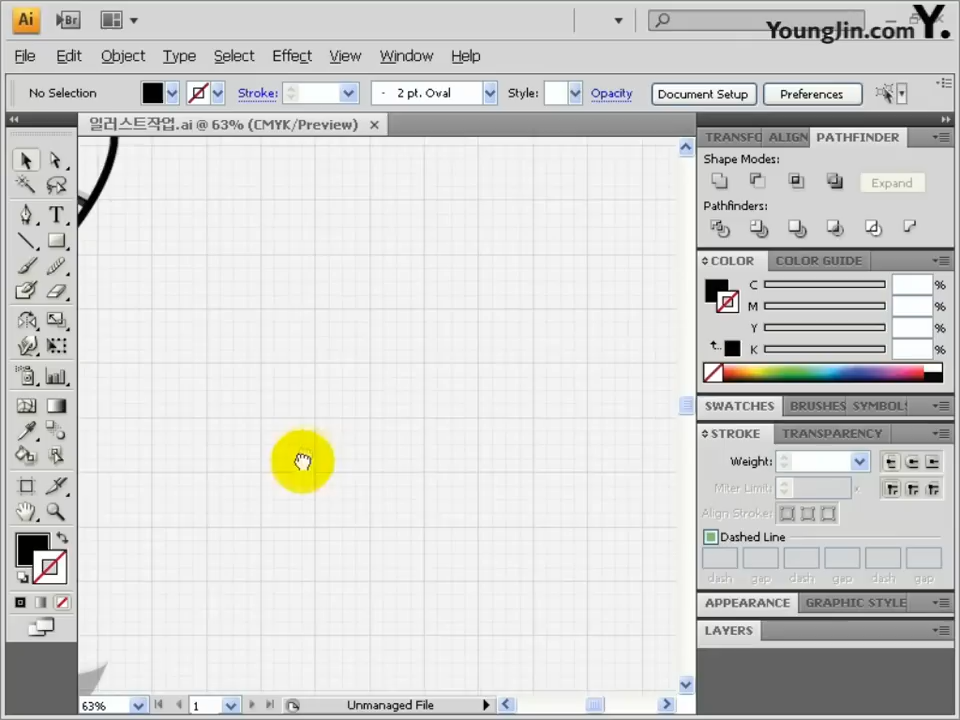 Ai Br YoungJin.com Y.
File Edit Object Type Select Effect View Window Help
No Selection Stroke: 2 pt. Oval Style: Opacity Document Setup Preferences
일러스트작업.ai @ 63% (CMYK/Preview)
TRANSFO ALIGN PATHFINDER
Shape Modes:
Expand
Pathfinders:
COLOR COLOR GUIDE
C %
M %
Y %
K %
SWATCHES BRUSHES SYMBOL
STROKE TRANSPARENCY
Weight:
Miter Limit: x
Align Stroke:
Dashed Line
dash gap dash gap dash gap
APPEARANCE GRAPHIC STYLE
LAYERS
63% 1 Unmanaged File